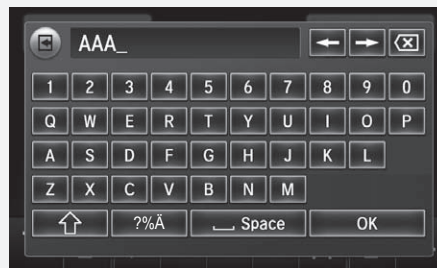 AAA_
1 2 3 4 5 6 7 8 9 0
Q W E R T Y U I O P
A S D F G H J K L
Z X C V B N M
?%Ä Space OK